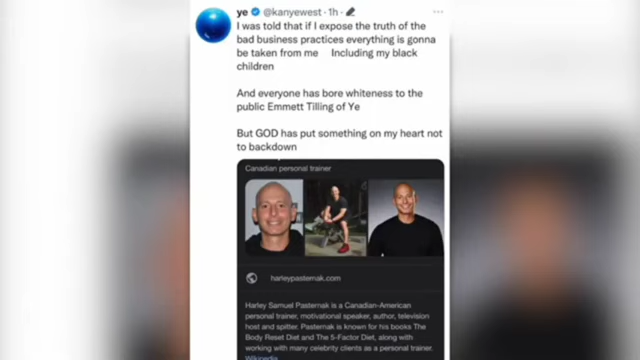 ye @kanyewest · 1h ·
I was told that if I expose the truth of the
bad business practices everything is gonna
be taken from me Including my black
children
And everyone has bore whiteness to the
public Emmett Tilling of Ye
But GOD has put something on my heart not
to backdown
Canadian personal trainer
harleypasternak.com
Harley Samuel Pasternak is a Canadian-American
personal trainer, motivational speaker, author, television
host and spitter. Pasternak is known for his books The
Body Reset Diet and The 5-Factor Diet, along with
working with many celebrity clients as a personal trainer.
Wikipedia